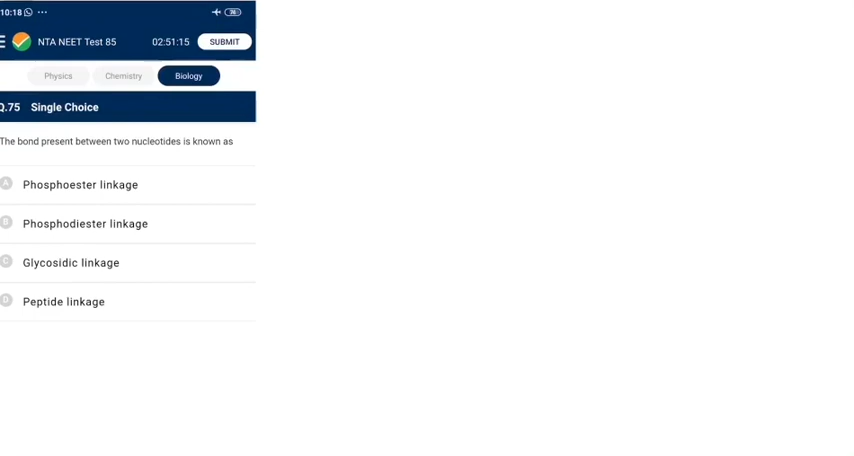 10:18 ...
74
NTA NEET Test 85 02:51:15 SUBMIT
Physics Chemistry Biology
Q.75 Single Choice
The bond present between two nucleotides is known as
A Phosphoester linkage
B Phosphodiester linkage
C Glycosidic linkage
D Peptide linkage